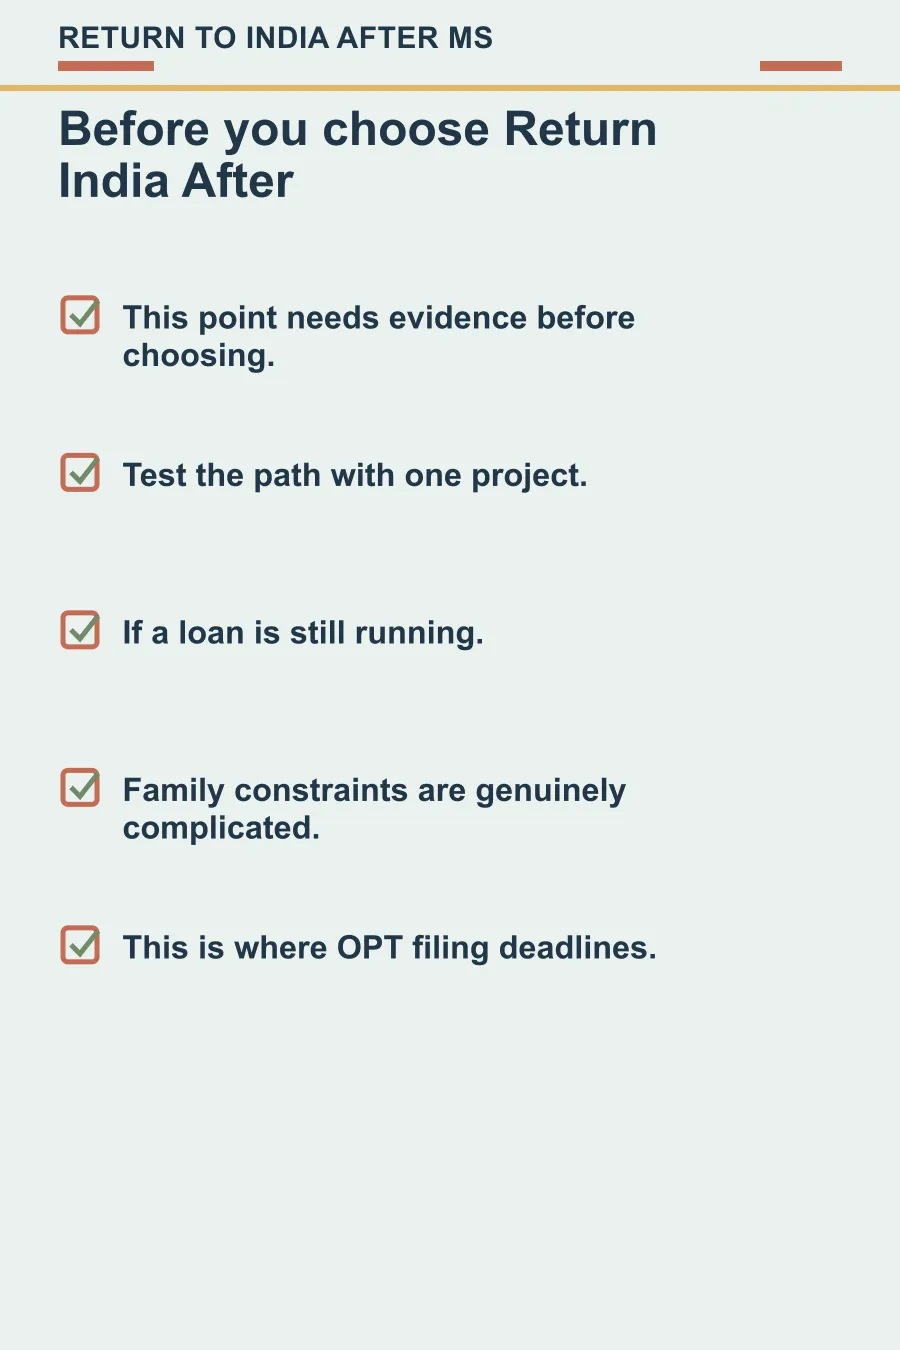 RETURN TO INDIA AFTER MS
Before you choose Return
India After
This point needs evidence before
choosing.
Test the path with one project.
If a loan is still running.
Family constraints are genuinely
complicated.
This is where OPT filing deadlines.